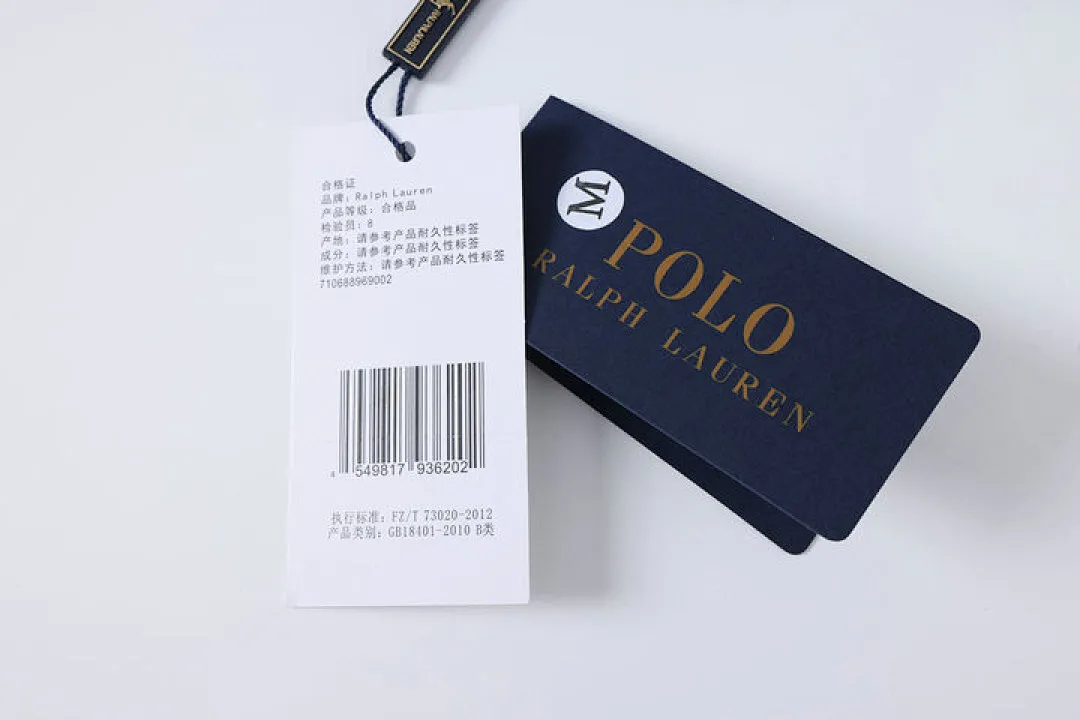 RALPH LAUREN
合格证
品牌：Ralph Lauren
产品等级：合格品
检验员：8
产地：请参考产品耐久性标签
成分：请参考产品耐久性标签
维护方法：请参考产品耐久性标签
710688969002
4 549817 936202
执行标准：FZ/T 73020-2012
产品类别：GB18401-2010 B类
M
POLO
RALPH LAUREN